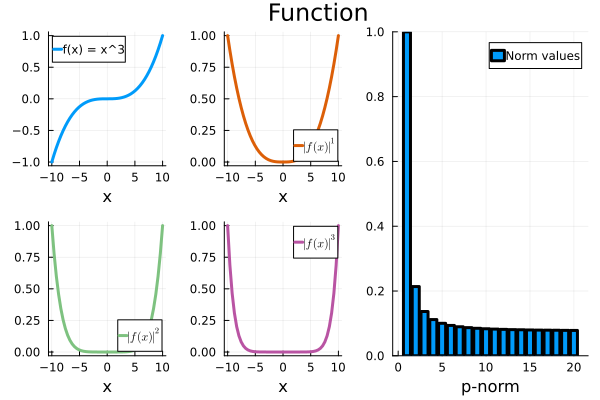 Function
1.0
0.5
0.0
−0.5
−1.0
f(x) = x^3
−10 −5 0 5 10
x
1.00
0.75
0.50
0.25
0.00
|f(x)|¹
−10 −5 0 5 10
x
1.00
0.75
0.50
0.25
0.00
|f(x)|²
−10 −5 0 5 10
x
1.00
0.75
0.50
0.25
0.00
|f(x)|³
−10 −5 0 5 10
x
1.0
0.8
0.6
0.4
0.2
0.0
Norm values
0 5 10 15 20
p-norm